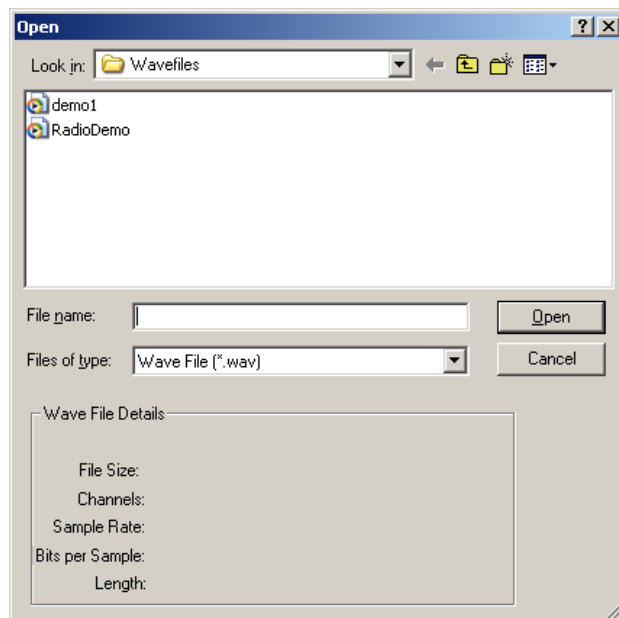 Open
Look in: Wavefiles
demo1
RadioDemo
File name:
Open
Files of type: Wave File (*.wav)
Cancel
Wave File Details
File Size:
Channels:
Sample Rate:
Bits per Sample:
Length: